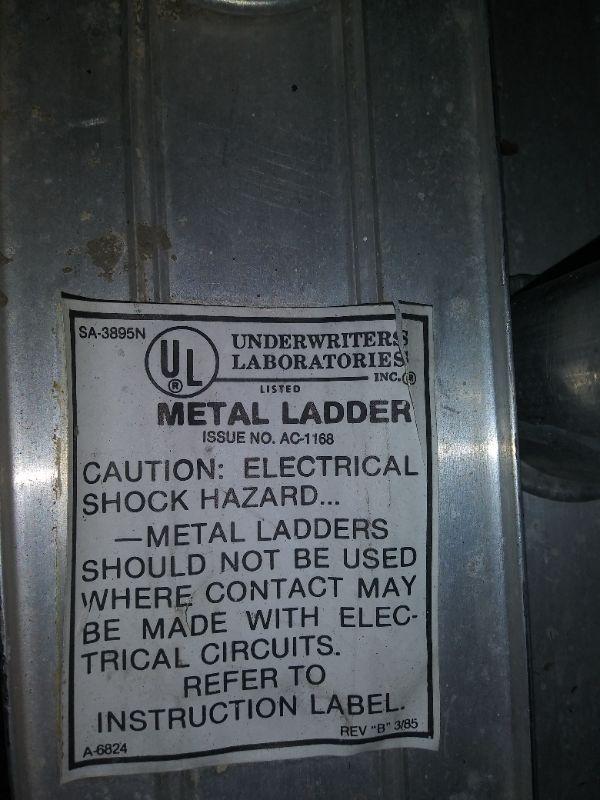 SA-3895N
UL
®
UNDERWRITERS
LABORATORIES
INC.®
LISTED
METAL LADDER
ISSUE NO. AC-1168
CAUTION: ELECTRICAL
SHOCK HAZARD...
—METAL LADDERS
SHOULD NOT BE USED
WHERE CONTACT MAY
BE MADE WITH ELEC-
TRICAL CIRCUITS.
REFER TO
INSTRUCTION LABEL.
REV "B" 3/85
A-6824